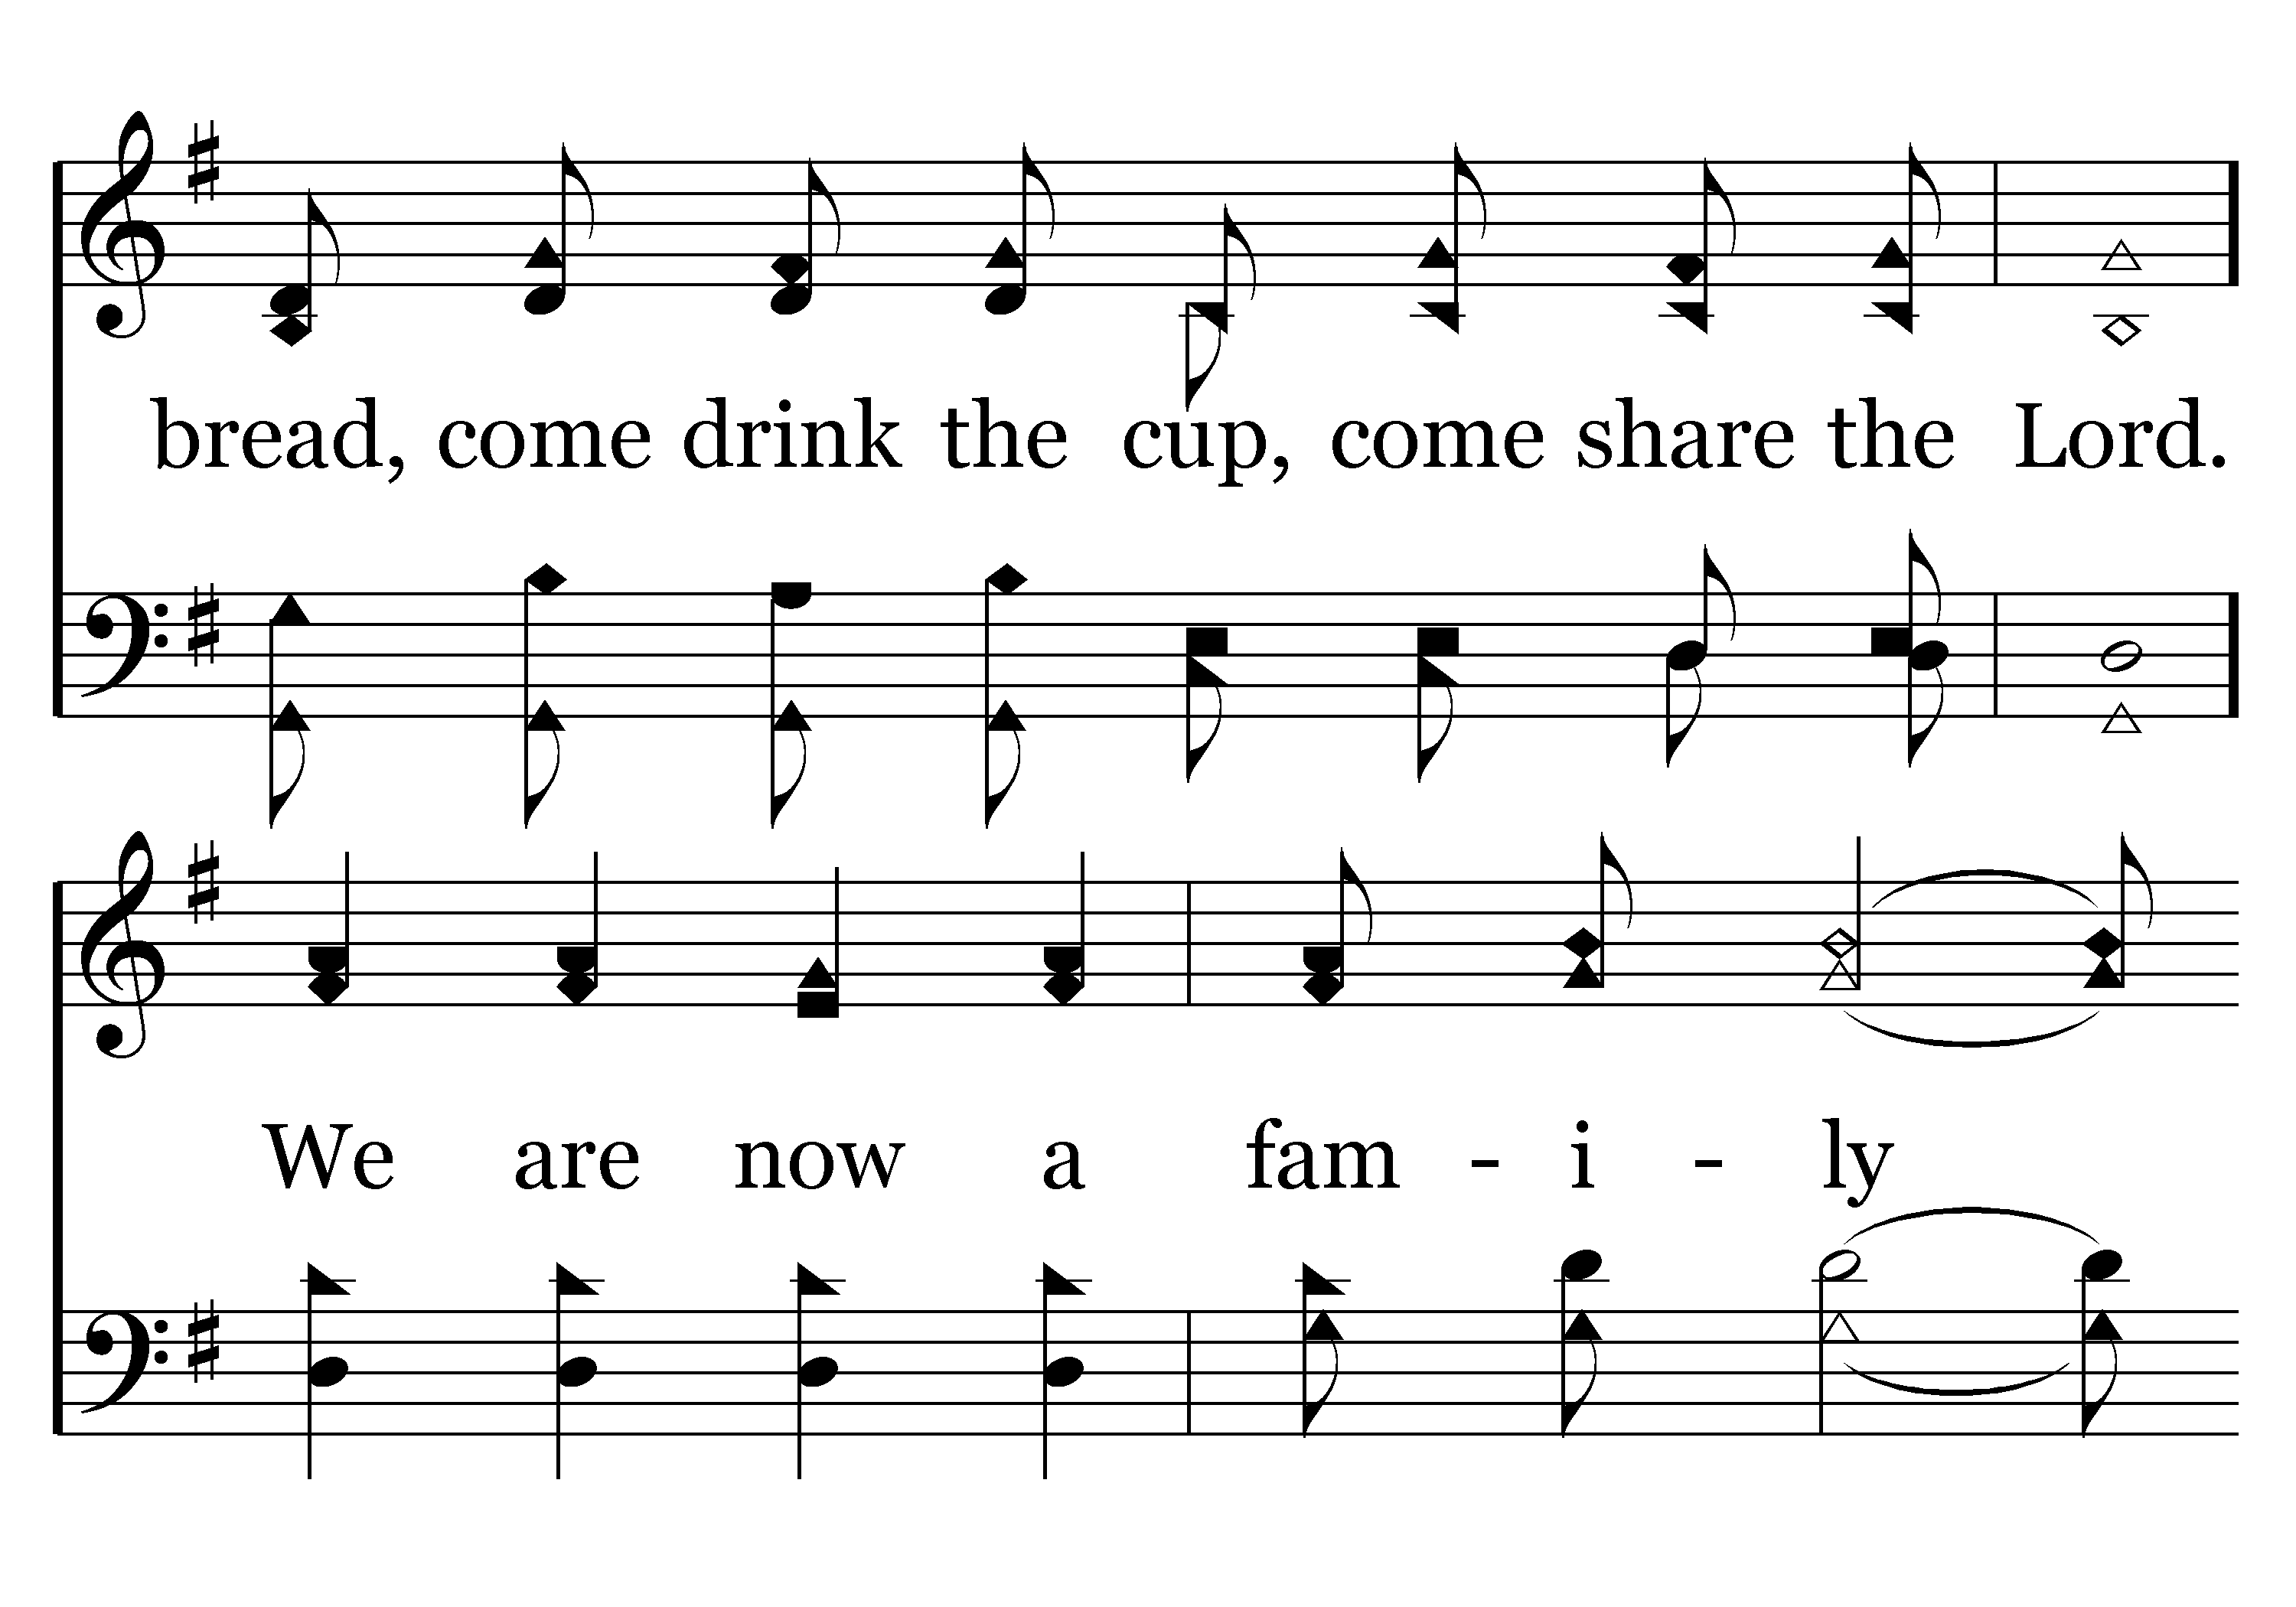 bread, come drink the cup, come share the Lord.
We are now a fam - i - ly